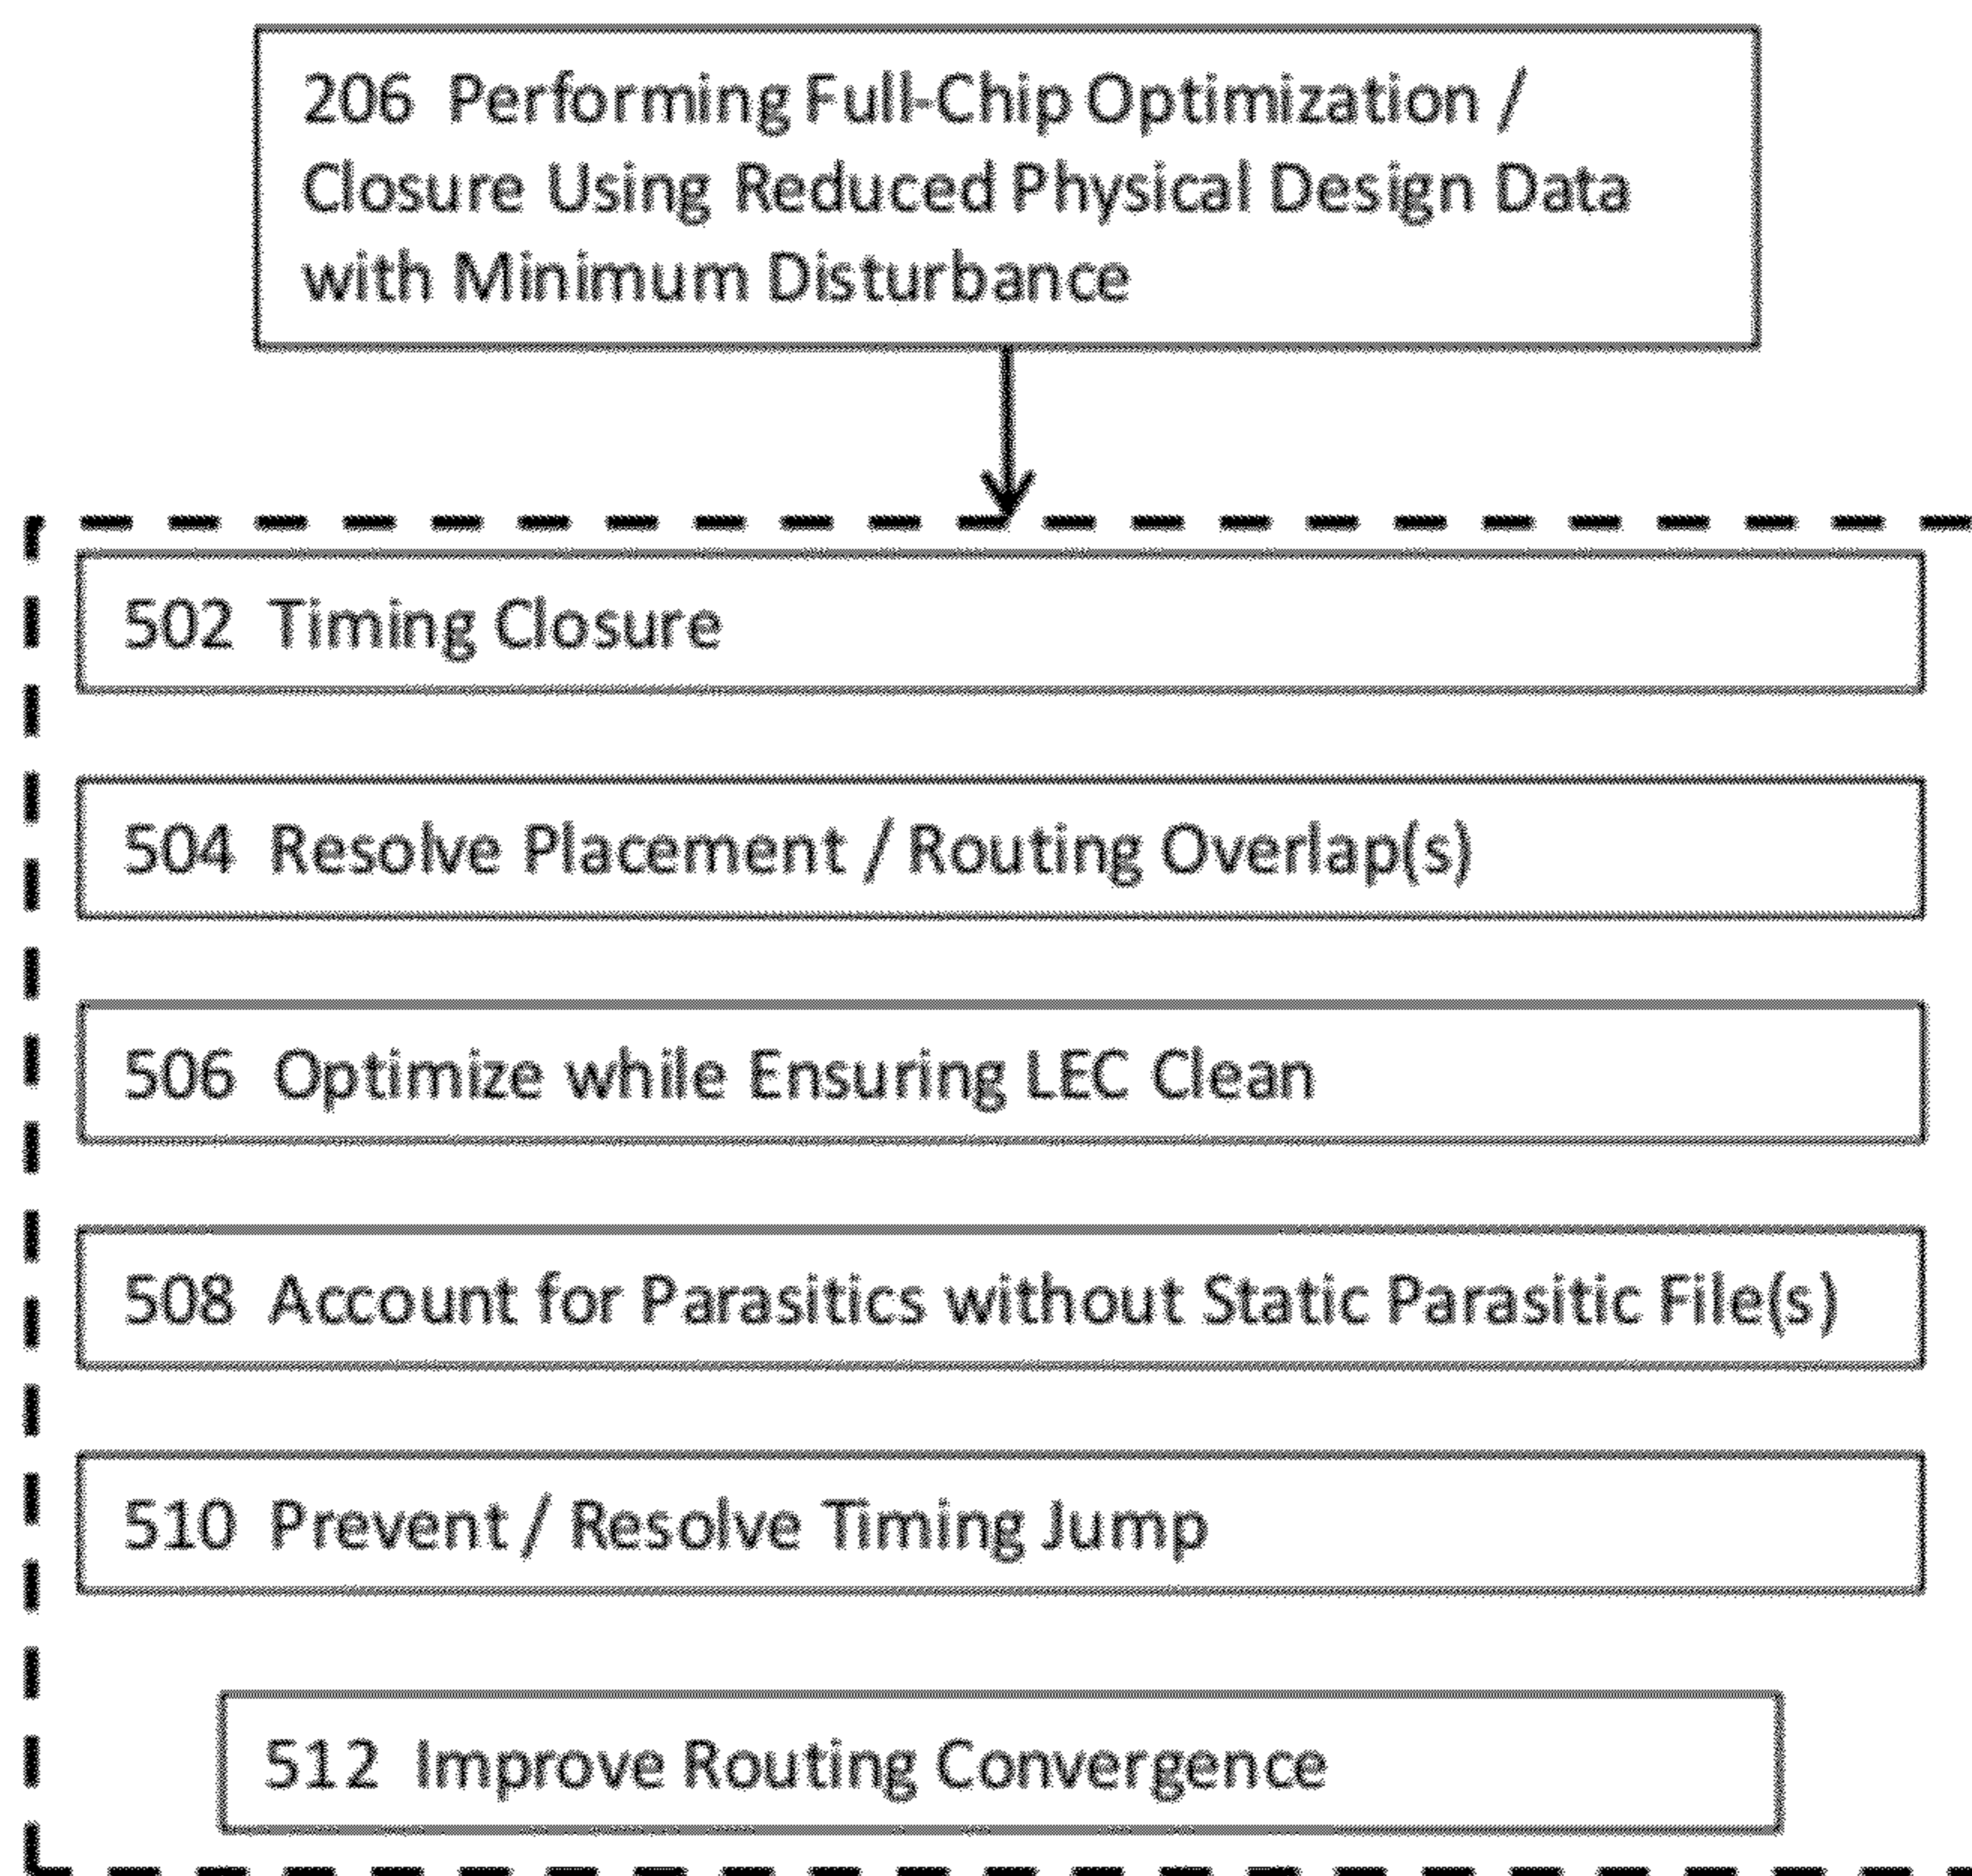 206 Performing Full-Chip Optimization /
Closure Using Reduced Physical Design Data
with Minimum Disturbance
502 Timing Closure
504 Resolve Placement / Routing Overlap(s)
506 Optimize while Ensuring LEC Clean
508 Account for Parasitics without Static Parasitic File(s)
510 Prevent / Resolve Timing Jump
512 Improve Routing Convergence